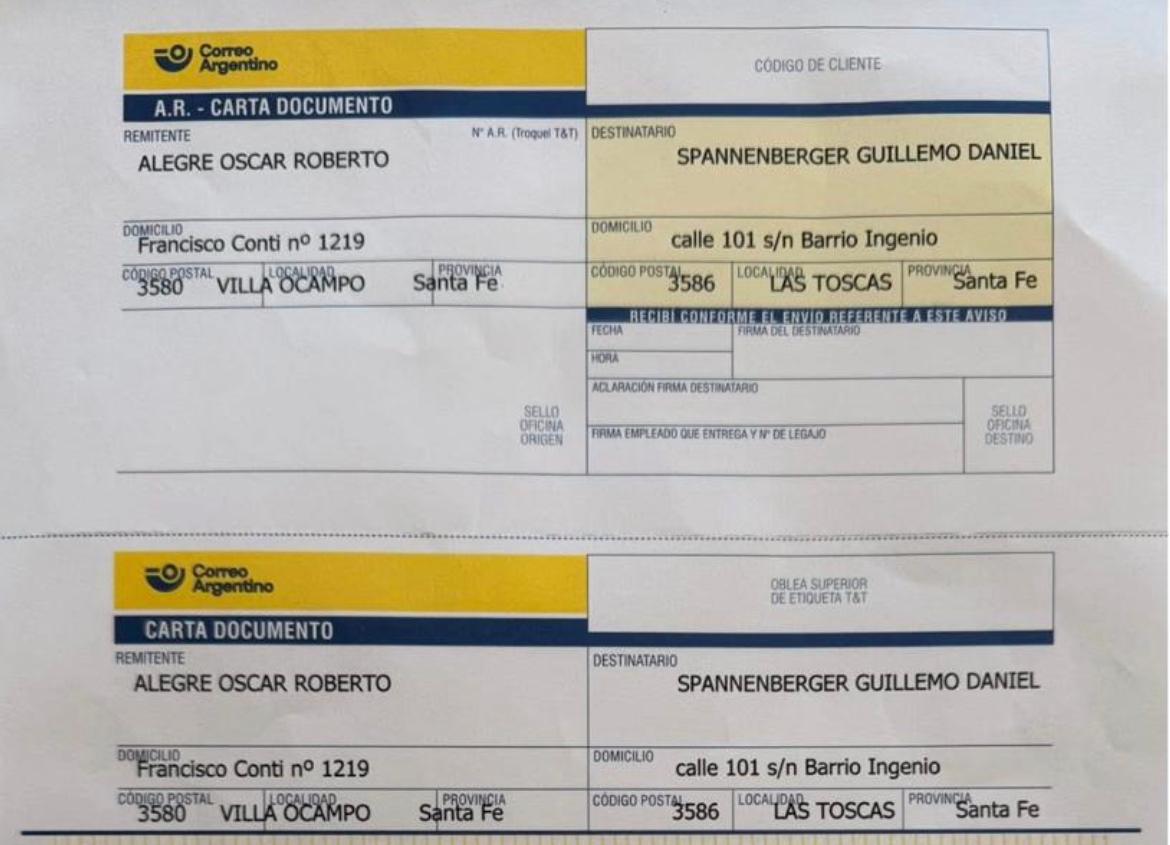 Correo
Argentino
CÓDIGO DE CLIENTE
A.R. - CARTA DOCUMENTO
REMITENTE
Nº A.R. (Troquel T&T)
ALEGRE OSCAR ROBERTO
DESTINATARIO
SPANNENBERGER GUILLEMO DANIEL
DOMICILIO
Francisco Conti nº 1219
DOMICILIO
calle 101 s/n Barrio Ingenio
CÓDIGO POSTAL LOCALIDAD PROVINCIA
3580 VILLA OCAMPO Santa Fe
CÓDIGO POSTAL LOCALIDAD PROVINCIA
3586 LAS TOSCAS Santa Fe
RECIBÍ CONFORME EL ENVÍO REFERENTE A ESTE AVISO
FECHA
FIRMA DEL DESTINATARIO
HORA
ACLARACIÓN FIRMA DESTINATARIO
SELLO
OFICINA
ORIGEN
FIRMA EMPLEADO QUE ENTREGA Y Nº DE LEGAJO
SELLO
OFICINA
DESTINO
Correo
Argentino
OBLEA SUPERIOR
DE ETIQUETA T&T
CARTA DOCUMENTO
REMITENTE
ALEGRE OSCAR ROBERTO
DESTINATARIO
SPANNENBERGER GUILLEMO DANIEL
DOMICILIO
Francisco Conti nº 1219
DOMICILIO
calle 101 s/n Barrio Ingenio
CÓDIGO POSTAL LOCALIDAD PROVINCIA
3580 VILLA OCAMPO Santa Fe
CÓDIGO POSTAL LOCALIDAD PROVINCIA
3586 LAS TOSCAS Santa Fe